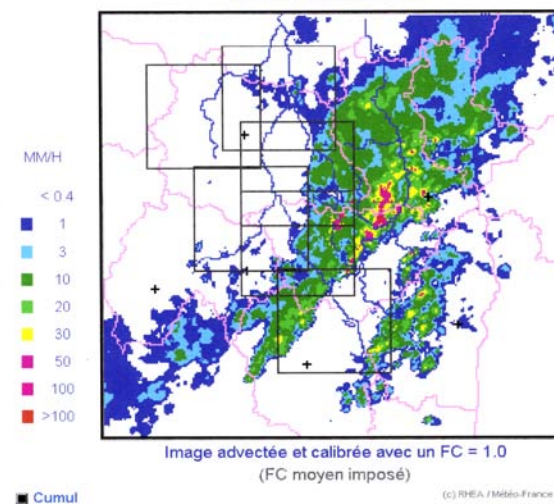 MM/H
< 0.4
1
3
10
20
30
50
100
>100
Image advectée et calibrée avec un FC = 1.0
(FC moyen imposé)
Cumul
(c) RHEA / Météo-France